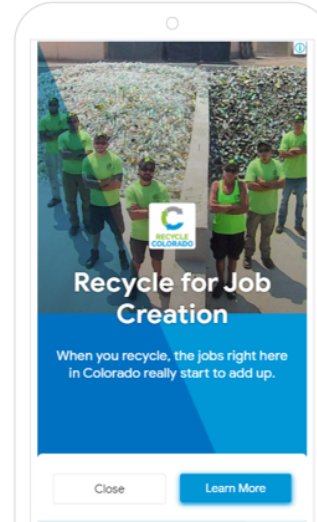 RECYCLE
COLORADO
Recycle for Job
Creation
When you recycle, the jobs right here
in Colorado really start to add up.
Close
Learn More